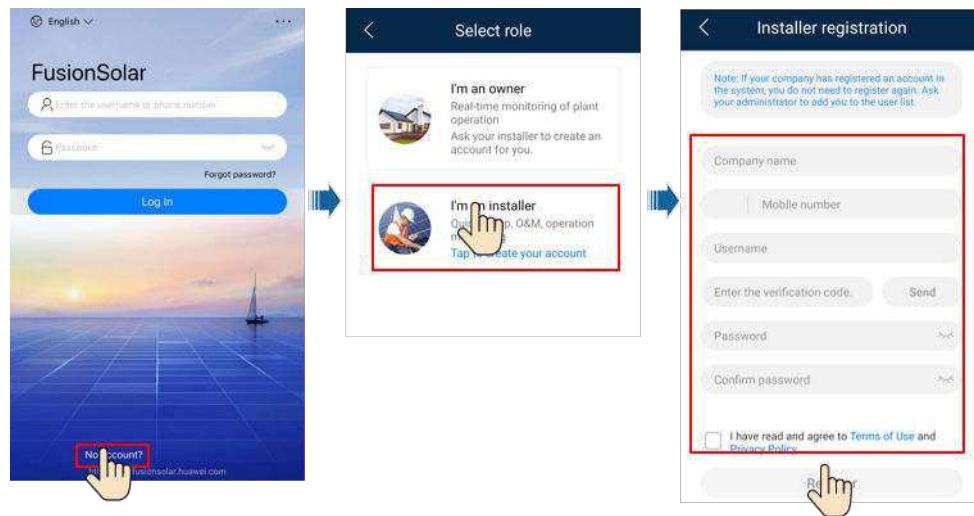 English
FusionSolar
Enter the username or phone number
Password
Forgot password?
Log In
No account?
fusionsolar.huawei.com
Select role
I'm an owner
Real-time monitoring of plant
operation
Ask your installer to create an
account for you.
I'm an installer
O&M, operation
Tap to create your account
Installer registration
Note: If your company has registered an account in
the system, you do not need to register again. Ask
your administrator to add you to the user list.
Company name
Mobile number
Username
Enter the verification code.
Send
Password
Confirm password
I have read and agree to Terms of Use and
Privacy Policy